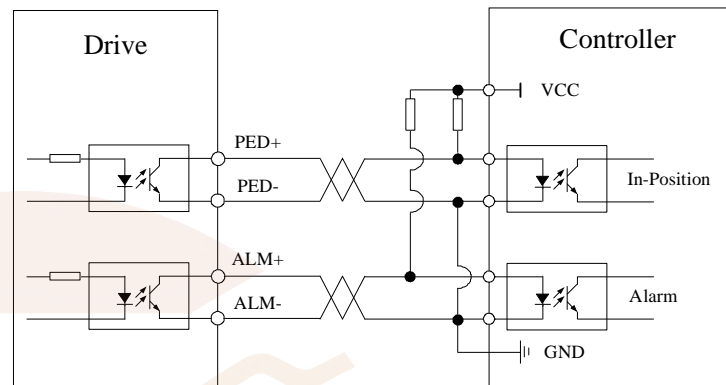 Drive
Controller
VCC
PED+
PED-
In-Position
ALM+
ALM-
Alarm
GND